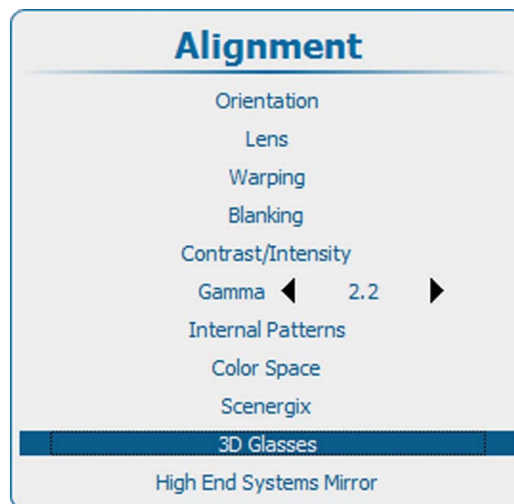 Alignment
Orientation
Lens
Warping
Blanking
Contrast/Intensity
Gamma 2.2
Internal Patterns
Color Space
Scenergix
3D Glasses
High End Systems Mirror